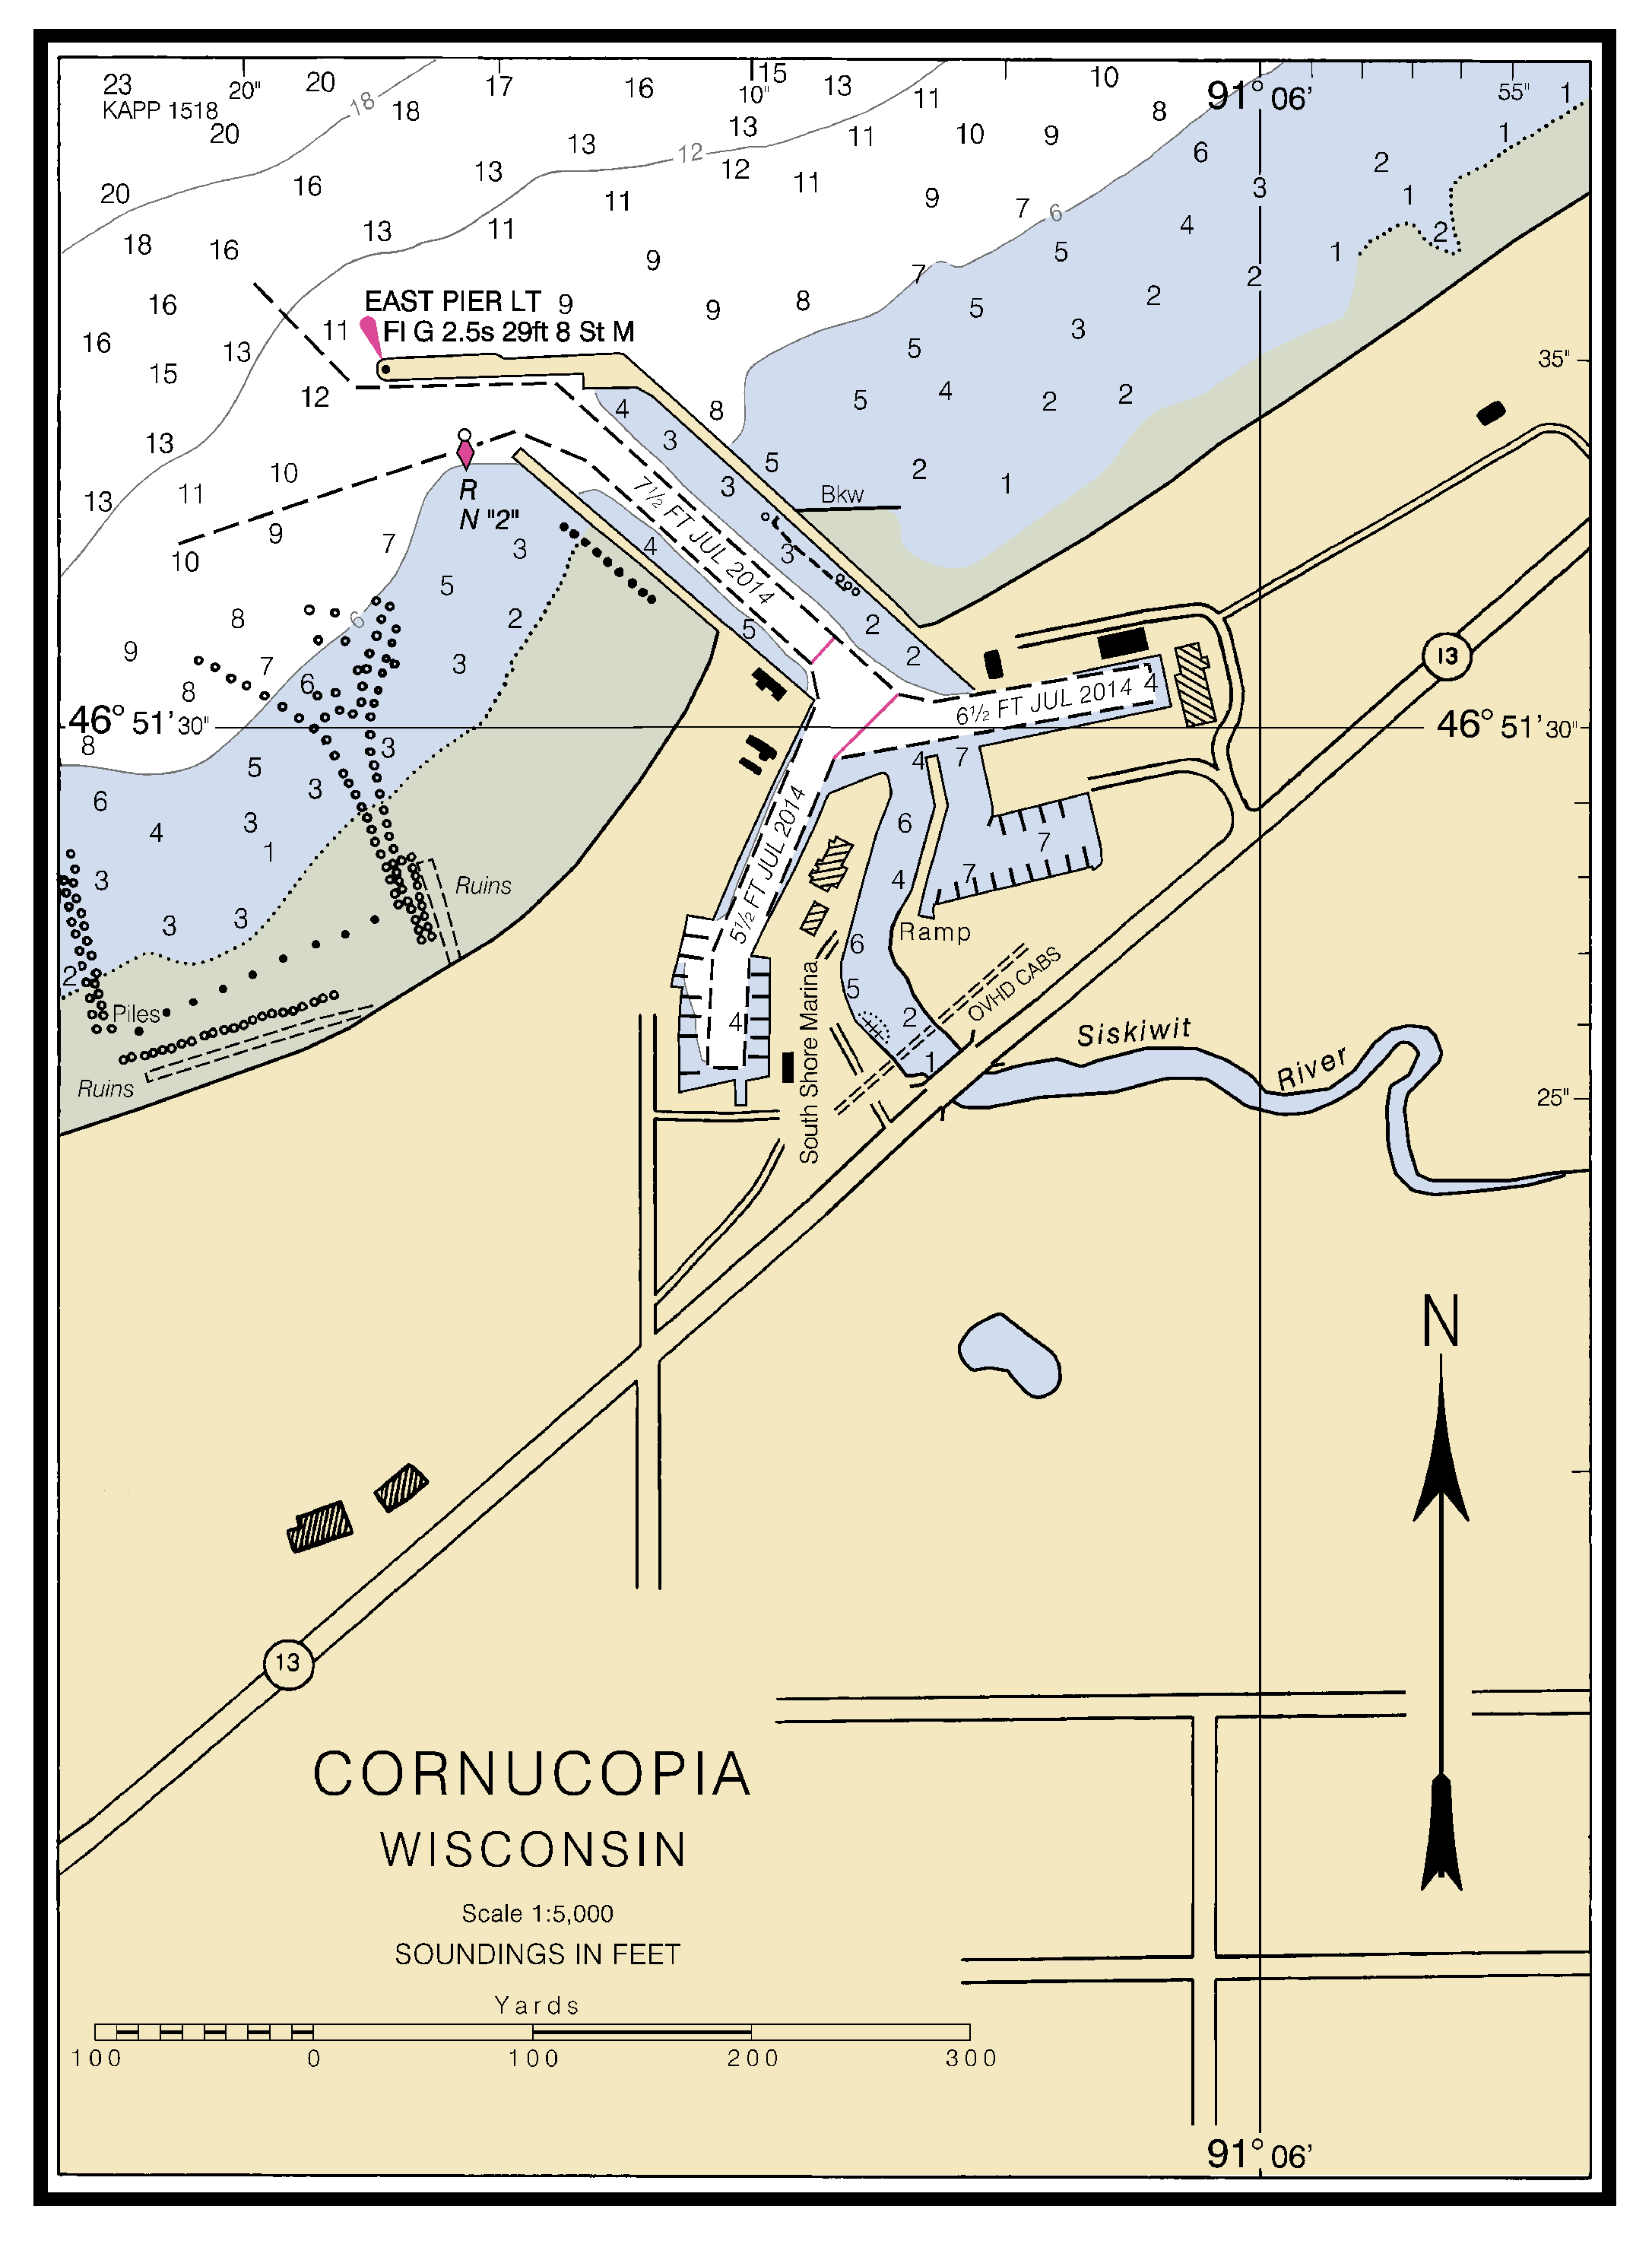 23 20 17 16 15 13 10 91° 06'
20" 10" 11 55" 1
KAPP 1518 18 18 8
20 13 13 11 10 9 1
13 12 6 2
20 16 13 12 11 3 1
11 9 7 6 4 2
18 16 13 11 5 1
9 7 2
16 EAST PIER LT 9 9 8 5 2
16 11 Fl G 2.5s 29ft 8 St M 3
13 5 35"
15
12 4 8 5 4 2 2
13 3
10 5 2
13 11 R 3 Bkw 1
N "2"
9 7 3 4 3
10 7½ FT JUL 2014
5
8 6 2 5 2
9 7 3 2 13
8 6 6½ FT JUL 2014 4
46° 51' 30" 46° 51' 30"
8 3 4 7
5
6 3 5½ FT JUL 2014
4 3 6 7
1
3 Ruins 4 7
3 3 Ramp
6
2 5 OVHD CABS
Piles 4 2 Siskiwit
1 River
Ruins South Shore Marina 25"
N
13
CORNUCOPIA
WISCONSIN
Scale 1:5,000
SOUNDINGS IN FEET
Yards
100 0 100 200 300
91° 06'